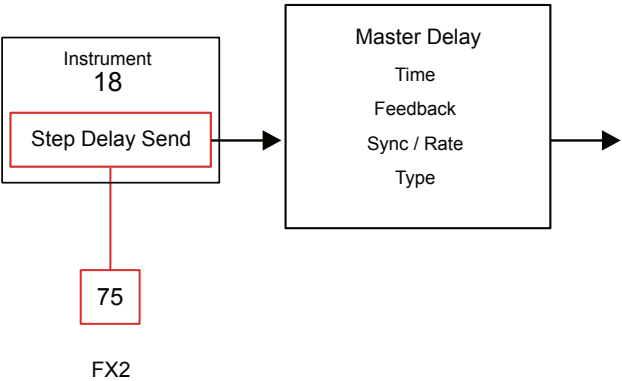 Instrument
18
Step Delay Send
75
FX2
Master Delay
Time
Feedback
Sync / Rate
Type